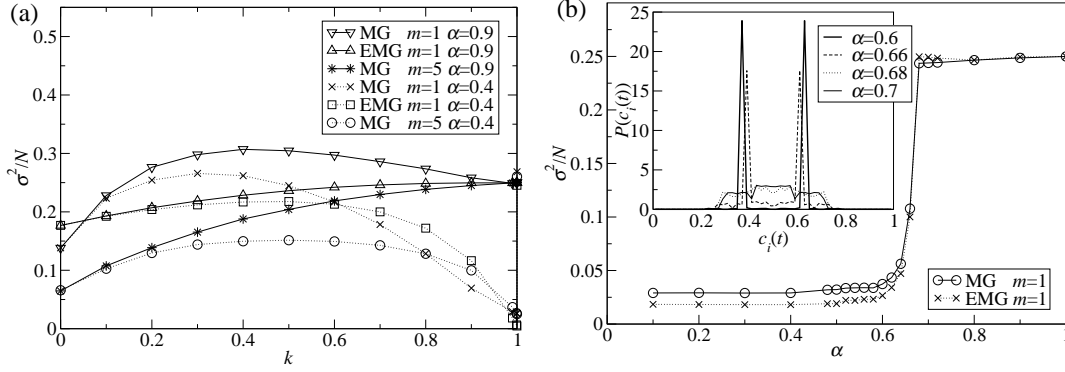 (a)
0.5
0.4
0.3
0.2
0.1
0
σ²/N
MG m=1 α=0.9
EMG m=1 α=0.9
MG m=5 α=0.9
MG m=1 α=0.4
EMG m=1 α=0.4
MG m=5 α=0.4
0 0.2 0.4 0.6 0.8 1
k
(b)
0.25
0.2
0.15
0.1
0.05
0
σ²/N
25
20
15
10
5
0
P(c_i(t))
α=0.6
α=0.66
α=0.68
α=0.7
0 0.2 0.4 0.6 0.8 1
c_i(t)
MG m=1
EMG m=1
0 0.2 0.4 0.6 0.8 1
α